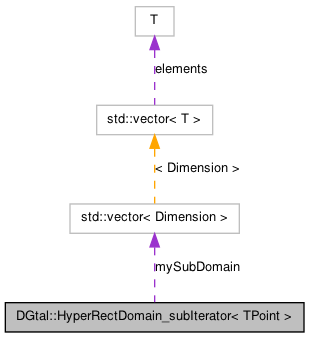 T
elements
std::vector< T >
< Dimension >
std::vector< Dimension >
mySubDomain
DGtal::HyperRectDomain_subIterator< TPoint >